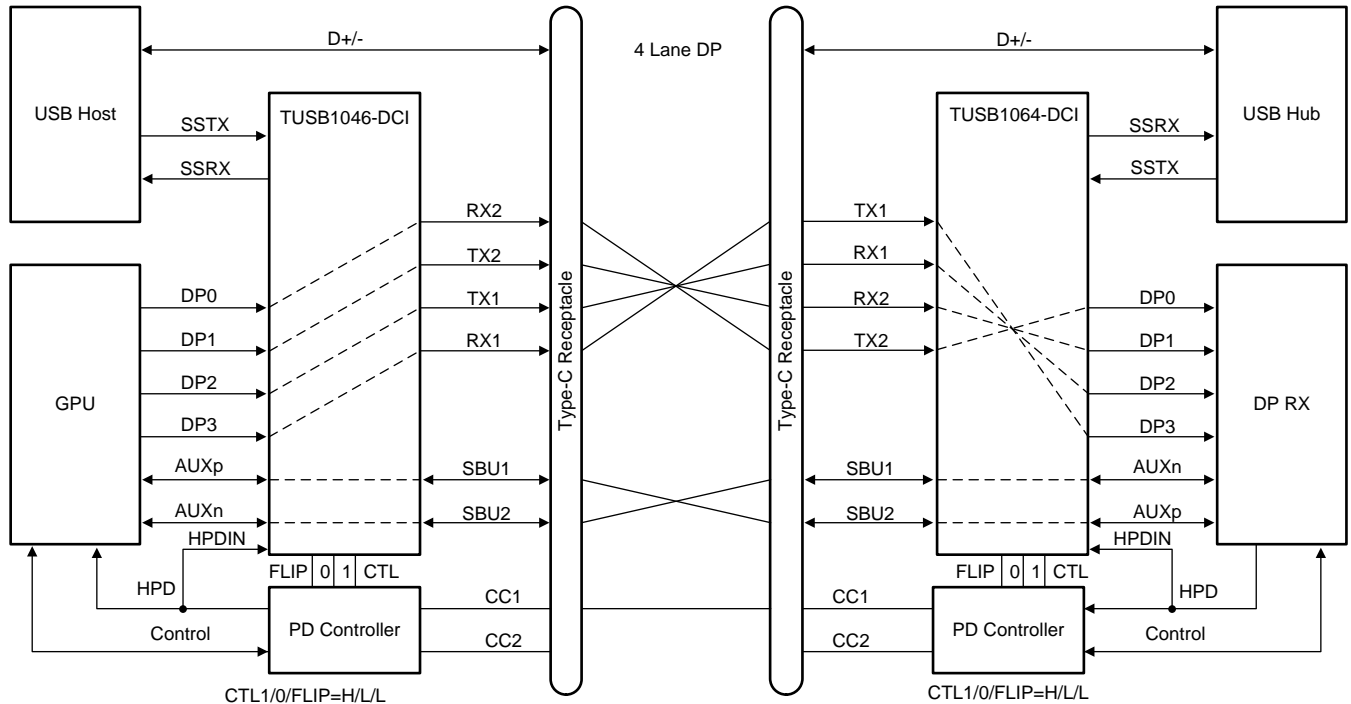 D+/-
4 Lane DP
D+/-
USB Host
TUSB1046-DCI
TUSB1064-DCI
USB Hub
SSTX
SSRX
SSRX
SSTX
RX2
TX2
TX1
RX1
TX1
RX1
RX2
TX2
Type-C Receptacle
Type-C Receptacle
GPU
DP0
DP1
DP2
DP3
AUXp
AUXn
HPDIN
SBU1
SBU2
SBU1
SBU2
DP0
DP1
DP2
DP3
AUXn
AUXp
HPDIN
DP RX
FLIP 0 1 CTL
FLIP 0 1 CTL
HPD
Control
PD Controller
CC1
CC2
CC1
CC2
PD Controller
HPD
Control
CTL1/0/FLIP=H/L/L
CTL1/0/FLIP=H/L/L